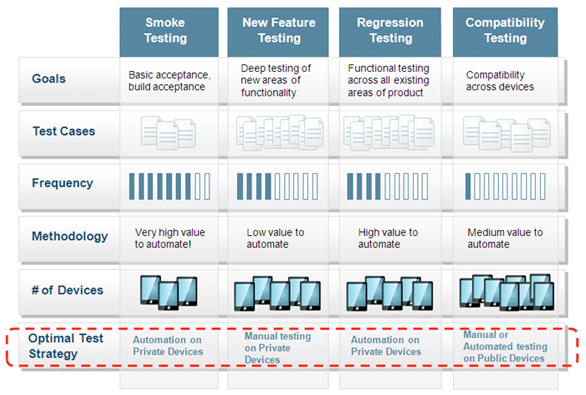 Smoke
Testing
New Feature
Testing
Regression
Testing
Compatibility
Testing
Goals
Basic acceptance,
build acceptance
Deep testing of
new areas of
functionality
Functional testing
across all existing
areas of product
Compatibility
across devices
Test Cases
Frequency
Methodology
Very high value
to automate!
Low value to
automate
High value to
automate
Medium value to
automate
# of Devices
Optimal Test
Strategy
Automation on
Private Devices
Manual testing
on Private
Devices
Automation on
Private Devices
Manual or
Automated testing
on Public Devices